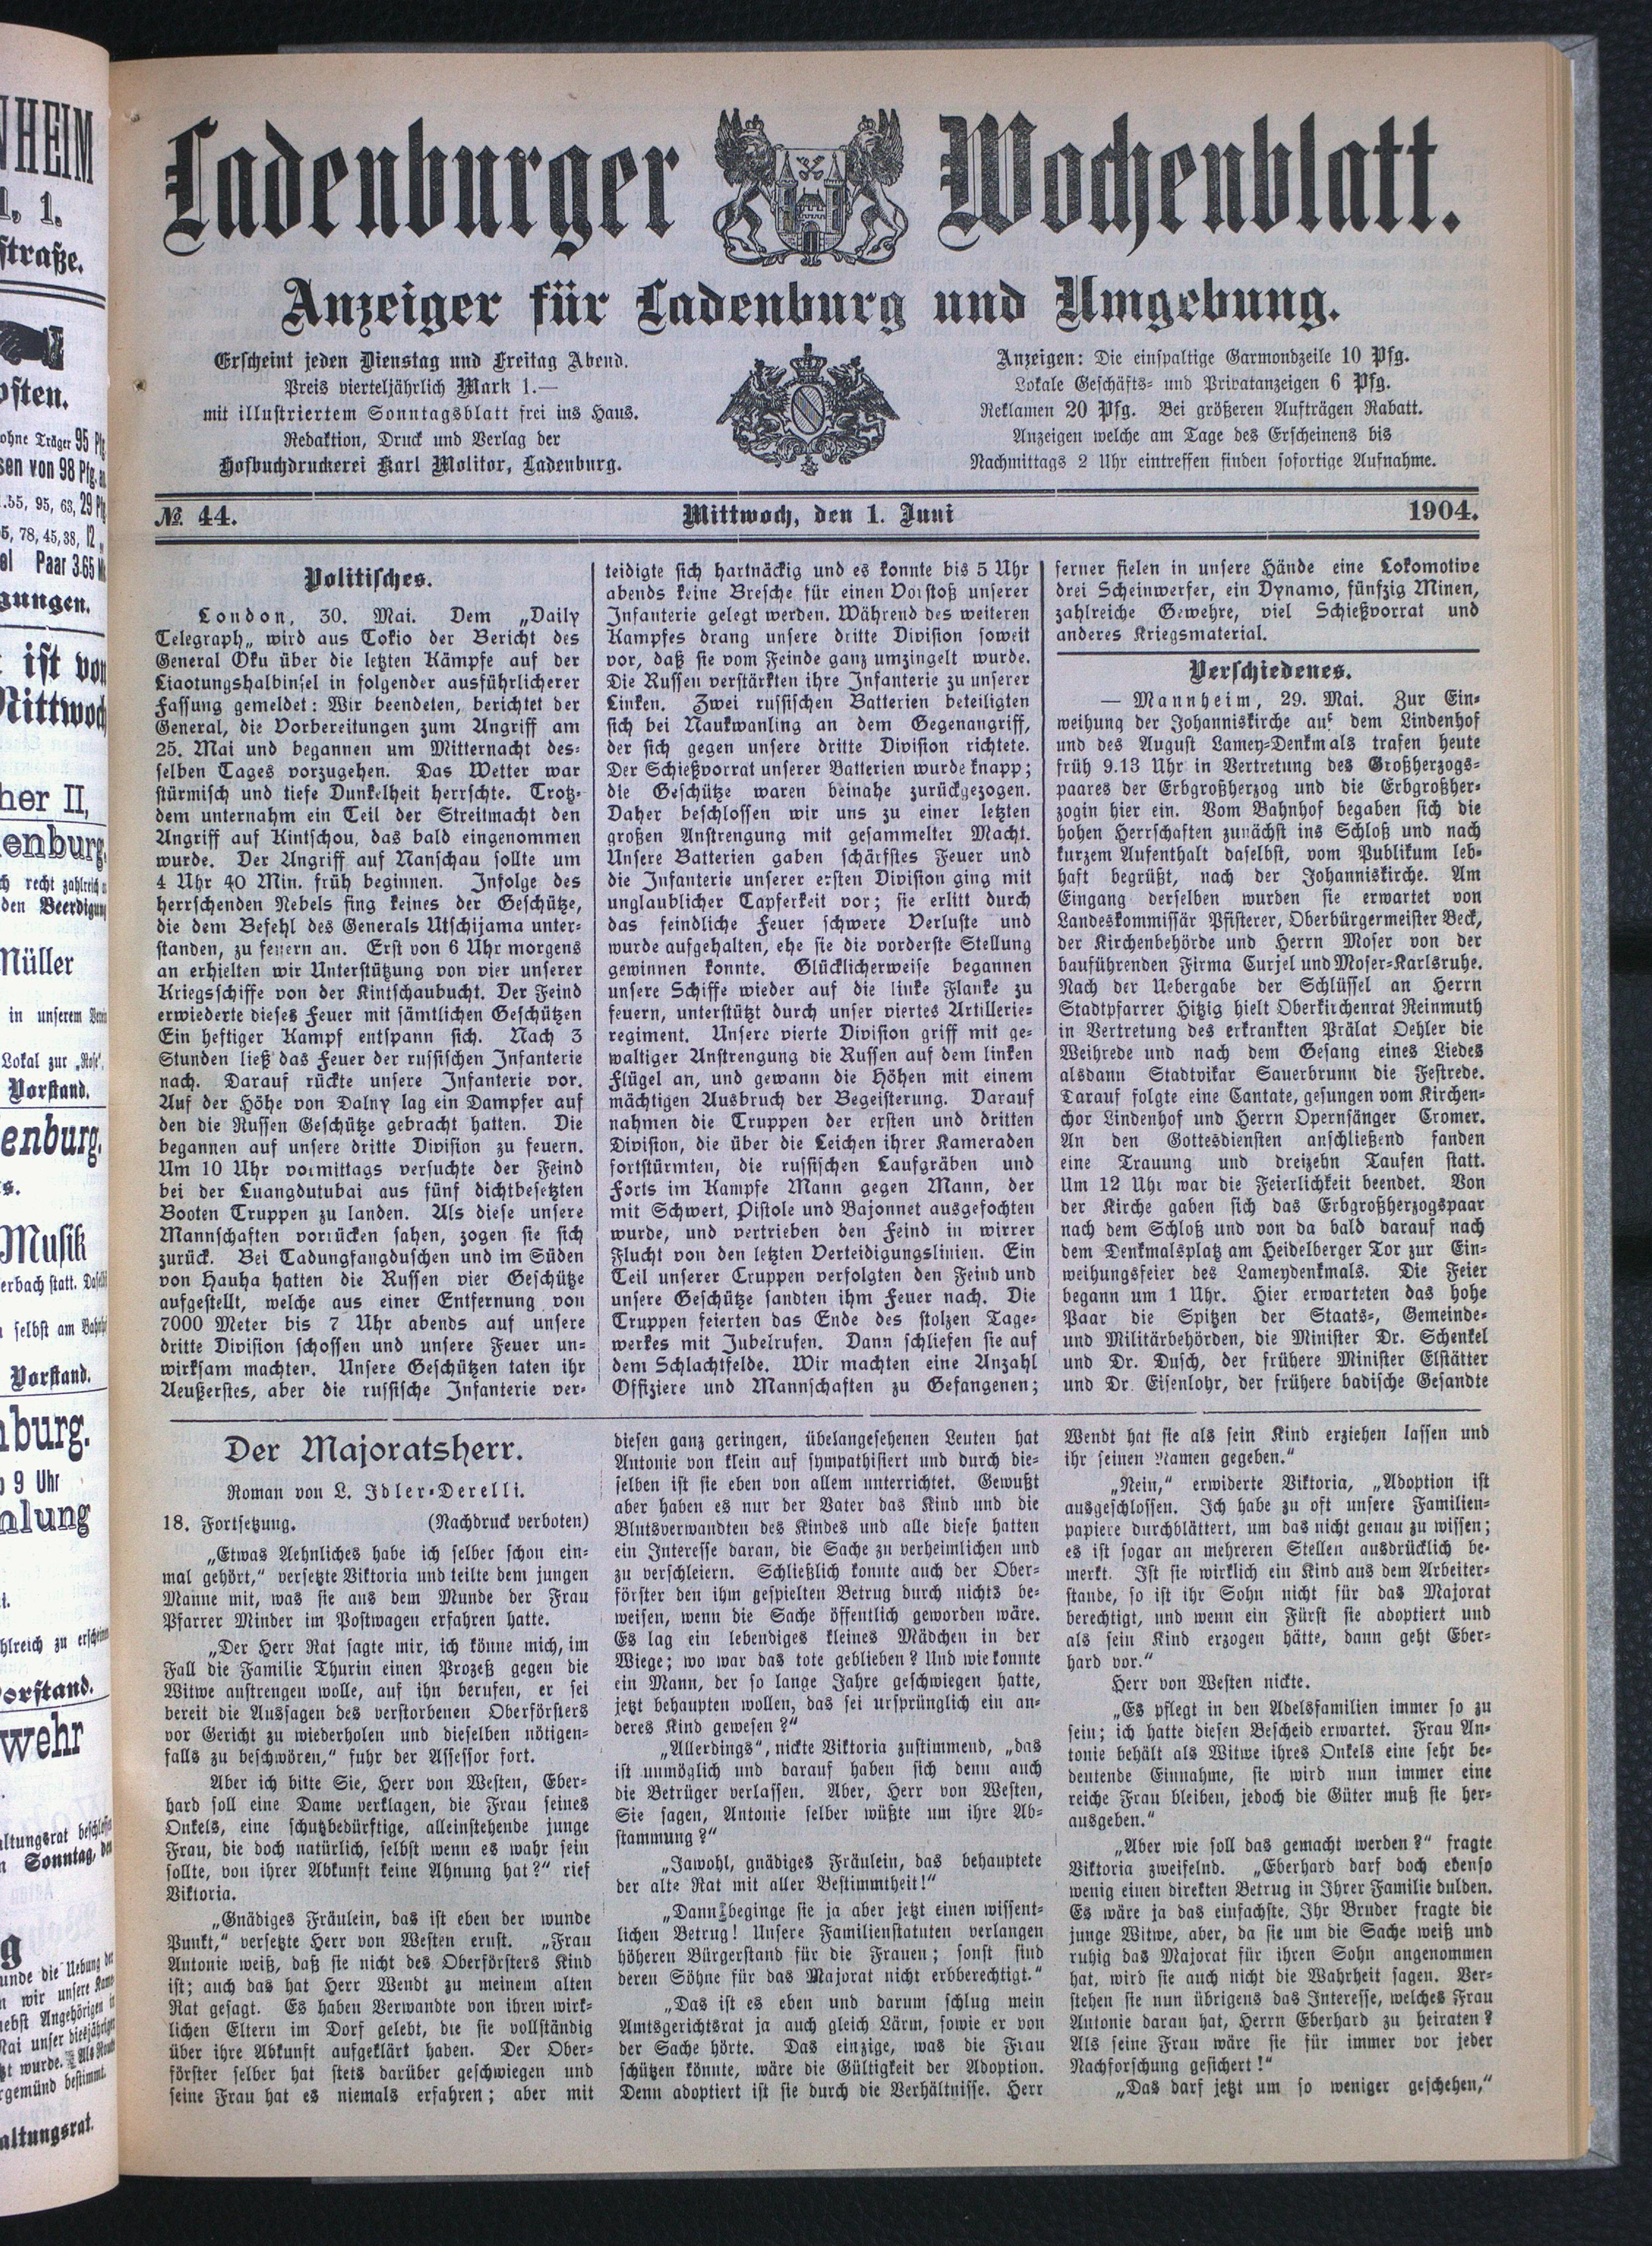 Ladenburger Wochenblatt.
Anzeiger für Ladenburg und Umgebung.
Erscheint jeden Dienstag und Freitag Abend.
Preis vierteljährlich Mark 1.—
mit illustriertem Sonntagsblatt frei ins Haus.
Redaktion, Druck und Verlag der
Hofbuchdruckerei Karl Molitor, Ladenburg.
Anzeigen: Die einspaltige Garmondzeile 10 Pfg.
Lokale Geschäfts- und Privatanzeigen 6 Pfg.
Reklamen 20 Pfg. Bei größeren Aufträgen Rabatt.
Anzeigen welche am Tage des Erscheinens bis
Nachmittags 2 Uhr eintreffen finden sofortige Aufnahme.
№ 44. Mittwoch, den 1. Juni 1904.
Politisches.
London, 30. Mai. Dem „Daily
Telegraph„ wird aus Tokio der Bericht des
General Oku über die letzten Kämpfe auf der
Liaotungshalbinsel in folgender ausführlicherer
Fassung gemeldet: Wir beendeten, berichtet der
General, die Vorbereitungen zum Angriff am
25. Mai und begannen um Mitternacht des-
selben Tages vorzugehen. Das Wetter war
stürmisch und tiefe Dunkelheit herrschte. Trotz-
dem unternahm ein Teil der Streitmacht den
Angriff auf Kintschou, das bald eingenommen
wurde. Der Angriff auf Nanschau sollte um
4 Uhr 40 Min. früh beginnen. Infolge des
herrschenden Nebels fing keines der Geschütze,
die dem Befehl des Generals Utschijama unter-
standen, zu feuern an. Erst von 6 Uhr morgens
an erhielten wir Unterstützung von vier unserer
Kriegsschiffe von der Kintschaubucht. Der Feind
erwiederte dieses Feuer mit sämtlichen Geschützen
Ein heftiger Kampf entspann sich. Nach 3
Stunden ließ das Feuer der russischen Infanterie
nach. Darauf rückte unsere Infanterie vor.
Auf der Höhe von Dalny lag ein Dampfer auf
den die Russen Geschütze gebracht hatten. Die
begannen auf unsere dritte Division zu feuern.
Um 10 Uhr vormittags versuchte der Feind
bei der Luangdutubai aus fünf dichtbesetzten
Booten Truppen zu landen. Als diese unsere
Mannschaften vorrücken sahen, zogen sie sich
zurück. Bei Tadungfangduschen und im Süden
von Hauha hatten die Russen vier Geschütze
aufgestellt, welche aus einer Entfernung von
7000 Meter bis 7 Uhr abends auf unsere
dritte Division schossen und unsere Feuer un-
wirksam machten. Unsere Geschützen taten ihr
Aeußerstes, aber die russische Infanterie ver-
teidigte sich hartnäckig und es konnte bis 5 Uhr
abends keine Bresche für einen Vorstoß unserer
Infanterie gelegt werden. Während des weiteren
Kampfes drang unsere dritte Division soweit
vor, daß sie vom Feinde ganz umzingelt wurde.
Die Russen verstärkten ihre Infanterie zu unserer
Linken. Zwei russischen Batterien beteiligten
sich bei Naukwanling an dem Gegenangriff,
der sich gegen unsere dritte Division richtete.
Der Schießvorrat unserer Batterien wurde knapp;
die Geschütze waren beinahe zurückgezogen.
Daher beschlossen wir uns zu einer letzten
großen Anstrengung mit gesammelter Macht.
Unsere Batterien gaben schärfstes Feuer und
die Infanterie unserer ersten Division ging mit
unglaublicher Tapferkeit vor; sie erlitt durch
das feindliche Feuer schwere Verluste und
wurde aufgehalten, ehe sie die vorderste Stellung
gewinnen konnte. Glücklicherweise begannen
unsere Schiffe wieder auf die linke Flanke zu
feuern, unterstützt durch unser viertes Artillerie-
regiment. Unsere vierte Division griff mit ge-
waltiger Anstrengung die Russen auf dem linken
Flügel an, und gewann die Höhen mit einem
mächtigen Ausbruch der Begeisterung. Darauf
nahmen die Truppen der ersten und dritten
Division, die über die Leichen ihrer Kameraden
fortstürmten, die russischen Laufgräben und
Forts im Kampfe Mann gegen Mann, der
mit Schwert, Pistole und Bajonnet ausgefochten
wurde, und vertrieben den Feind in wirrer
Flucht von den letzten Verteidigungslinien. Ein
Teil unserer Truppen verfolgten den Feind und
unsere Geschütze sandten ihm Feuer nach. Die
Truppen feierten das Ende des stolzen Tage-
werkes mit Jubelrufen. Dann schliefen sie auf
dem Schlachtfelde. Wir machten eine Anzahl
Offiziere und Mannschaften zu Gefangenen;
ferner fielen in unsere Hände eine Lokomotive
drei Scheinwerfer, ein Dynamo, fünfzig Minen,
zahlreiche Gewehre, viel Schießvorrat und
anderes Kriegsmaterial.
Verschiedenes.
— Mannheim, 29. Mai. Zur Ein-
weihung der Johanniskirche auf dem Lindenhof
und des August Lamey-Denkmals trafen heute
früh 9.13 Uhr in Vertretung des Großherzogs-
paares der Erbgroßherzog und die Erbgroßher-
zogin hier ein. Vom Bahnhof begaben sich die
hohen Herrschaften zunächst ins Schloß und nach
kurzem Aufenthalt daselbst, vom Publikum leb-
haft begrüßt, nach der Johanniskirche. Am
Eingang derselben wurden sie erwartet von
Landeskommissär Pfisterer, Oberbürgermeister Beck,
der Kirchenbehörde und Herrn Moser von der
bauführenden Firma Curjel und Moser-Karlsruhe.
Nach der Uebergabe der Schlüssel an Herrn
Stadtpfarrer Hitzig hielt Oberkirchenrat Reinmuth
in Vertretung des erkrankten Prälat Oehler die
Weihrede und nach dem Gesang eines Liedes
alsdann Stadtvikar Sauerbrunn die Festrede.
Darauf folgte eine Cantate, gesungen vom Kirchen-
chor Lindenhof und Herrn Opernsänger Cromer.
An den Gottesdiensten anschließend fanden
eine Trauung und dreizehn Taufen statt.
Um 12 Uhr war die Feierlichkeit beendet. Von
der Kirche gaben sich das Erbgroßherzogspaar
nach dem Schloß und von da bald darauf nach
dem Denkmalsplatz am Heidelberger Tor zur Ein-
weihungsfeier des Lameydenkmals. Die Feier
begann um 1 Uhr. Hier erwarteten das hohe
Paar die Spitzen der Staats-, Gemeinde-
und Militärbehörden, die Minister Dr. Schenkel
und Dr. Dusch, der frühere Minister Elstätter
und Dr. Eisenlohr, der frühere badische Gesandte
Der Majoratsherr.
Roman von L. Idler-Derelli.
18. Fortsetzung. (Nachdruck verboten)
„Etwas Aehnliches habe ich selber schon ein-
mal gehört,“ versetzte Viktoria und teilte dem jungen
Manne mit, was sie aus dem Munde der Frau
Pfarrer Minder im Postwagen erfahren hatte.
„Der Herr Rat sagte mir, ich könne mich, im
Fall die Familie Thurin einen Prozeß gegen die
Witwe anstrengen wolle, auf ihn berufen, er sei
bereit die Aussagen des verstorbenen Oberförsters
vor Gericht zu wiederholen und dieselben nötigen-
falls zu beschwören,“ fuhr der Assessor fort.
Aber ich bitte Sie, Herr von Westen, Eber-
hard soll eine Dame verklagen, die Frau seines
Onkels, eine schutzbedürftige, alleinstehende junge
Frau, die doch natürlich, selbst wenn es wahr sein
sollte, von ihrer Abkunft keine Ahnung hat?“ rief
Viktoria.
„Gnädiges Fräulein, das ist eben der wunde
Punkt,“ versetzte Herr von Westen ernst. „Frau
Antonie weiß, daß sie nicht des Oberförsters Kind
ist; auch das hat Herr Wendt zu meinem alten
Rat gesagt. Es haben Verwandte von ihren wirk-
lichen Eltern im Dorf gelebt, die sie vollständig
über ihre Abkunft aufgeklärt haben. Der Ober-
förster selber hat stets darüber geschwiegen und
seine Frau hat es niemals erfahren; aber mit
diesen ganz geringen, übelangesehenen Leuten hat
Antonie von klein auf sympathisiert und durch die-
selben ist sie eben von allem unterrichtet. Gewußt
aber haben es nur der Vater das Kind und die
Blutsverwandten des Kindes und alle diese hatten
ein Interesse daran, die Sache zu verheimlichen und
zu verschleiern. Schließlich konnte auch der Ober-
förster den ihm gespielten Betrug durch nichts be-
weisen, wenn die Sache öffentlich geworden wäre.
Es lag ein lebendiges kleines Mädchen in der
Wiege; wo war das tote geblieben? Und wie konnte
ein Mann, der so lange Jahre geschwiegen hatte,
jetzt behaupten wollen, das sei ursprünglich ein an-
deres Kind gewesen?“
„Allerdings“, nickte Viktoria zustimmend, „das
ist unmöglich und darauf haben sich denn auch
die Betrüger verlassen. Aber, Herr von Westen,
Sie sagen, Antonie selber wüßte um ihre Ab-
stammung?“
„Jawohl, gnädiges Fräulein, das behauptete
der alte Rat mit aller Bestimmtheit!“
„Dann beginge sie ja aber jetzt einen wissent-
lichen Betrug! Unsere Familienstatuten verlangen
höheren Bürgerstand für die Frauen; sonst sind
deren Söhne für das Majorat nicht erbberechtigt.“
„Das ist es eben und darum schlug mein
Amtsgerichtsrat ja auch gleich Lärm, sowie er von
der Sache hörte. Das einzige, was die Frau
schützen könnte, wäre die Gültigkeit der Adoption.
Denn adoptiert ist sie durch die Verhältnisse. Herr
Wendt hat sie als sein Kind erziehen lassen und
ihr seinen Namen gegeben.“
„Nein,“ erwiderte Viktoria, „Adoption ist
ausgeschlossen. Ich habe zu oft unsere Familien-
papiere durchblättert, um das nicht genau zu wissen;
es ist sogar an mehreren Stellen ausdrücklich be-
merkt. Ist sie wirklich ein Kind aus dem Arbeiter-
stande, so ist ihr Sohn nicht für das Majorat
berechtigt, und wenn ein Fürst sie adoptiert und
als sein Kind erzogen hätte, dann geht Eber-
hard vor.“
Herr von Westen nickte.
„Es pflegt in den Adelsfamilien immer so zu
sein; ich hatte diesen Bescheid erwartet. Frau An-
tonie behält als Witwe ihres Onkels eine sehr be-
deutende Einnahme, sie wird nun immer eine
reiche Frau bleiben, jedoch die Güter muß sie her-
ausgeben.“
„Aber wie soll das gemacht werden?“ fragte
Viktoria zweifelnd. „Eberhard darf doch ebenso
wenig einen direkten Betrug in Ihrer Familie dulden.
Es wäre ja das einfachste, Ihr Bruder fragte die
junge Witwe, aber, da sie um die Sache weiß und
ruhig das Majorat für ihren Sohn angenommen
hat, wird sie auch nicht die Wahrheit sagen. Ver-
stehen sie nun übrigens das Interesse, welches Frau
Antonie daran hat, Herrn Eberhard zu heiraten?
Als seine Frau wäre sie für immer vor jeder
Nachforschung gesichert!“
„Das darf jetzt um so weniger geschehen,“